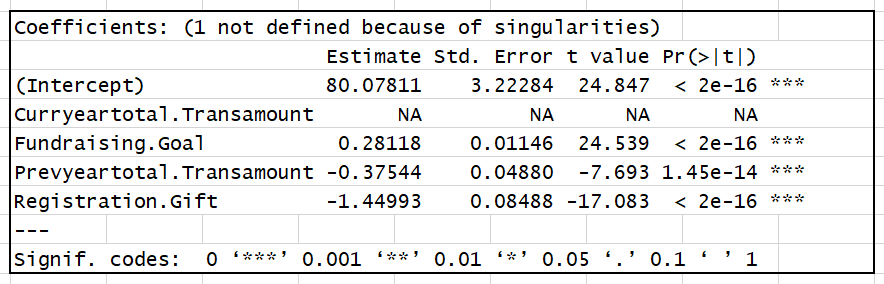 Coefficients: (1 not defined because of singularities)
Estimate Std. Error t value Pr(>|t|)
(Intercept) 80.07811 3.22284 24.847 < 2e-16 ***
Curryeartotal.Transamount NA NA NA NA
Fundraising.Goal 0.28118 0.01146 24.539 < 2e-16 ***
Prevyeartotal.Transamount -0.37544 0.04880 -7.693 1.45e-14 ***
Registration.Gift -1.44993 0.08488 -17.083 < 2e-16 ***
---
Signif. codes: 0 ‘***’ 0.001 ‘**’ 0.01 ‘*’ 0.05 ‘.’ 0.1 ‘ ’ 1